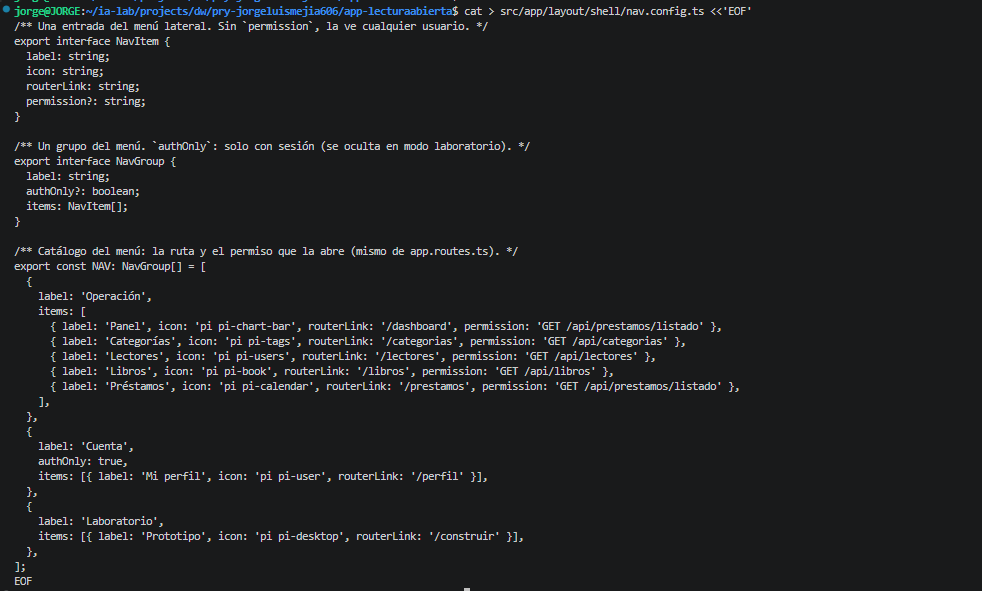 jorge@JORGE:~/ia-lab/projects/dw/pry-jorgeluismejia606/app-lecturaabierta$ cat > src/app/layout/shell/nav.config.ts <<'EOF'
/** Una entrada del menú lateral. Sin `permission`, la ve cualquier usuario. */
export interface NavItem {
  label: string;
  icon: string;
  routerLink: string;
  permission?: string;
}

/** Un grupo del menú. `authOnly`: solo con sesión (se oculta en modo laboratorio). */
export interface NavGroup {
  label: string;
  authOnly?: boolean;
  items: NavItem[];
}

/** Catálogo del menú: la ruta y el permiso que la abre (mismo de app.routes.ts). */
export const NAV: NavGroup[] = [
  {
    label: 'Operación',
    items: [
      { label: 'Panel', icon: 'pi pi-chart-bar', routerLink: '/dashboard', permission: 'GET /api/prestamos/listado' },
      { label: 'Categorías', icon: 'pi pi-tags', routerLink: '/categorias', permission: 'GET /api/categorias' },
      { label: 'Lectores', icon: 'pi pi-users', routerLink: '/lectores', permission: 'GET /api/lectores' },
      { label: 'Libros', icon: 'pi pi-book', routerLink: '/libros', permission: 'GET /api/libros' },
      { label: 'Préstamos', icon: 'pi pi-calendar', routerLink: '/prestamos', permission: 'GET /api/prestamos/listado' },
    ],
  },
  {
    label: 'Cuenta',
    authOnly: true,
    items: [{ label: 'Mi perfil', icon: 'pi pi-user', routerLink: '/perfil' }],
  },
  {
    label: 'Laboratorio',
    items: [{ label: 'Prototipo', icon: 'pi pi-desktop', routerLink: '/construir' }],
  },
];
EOF